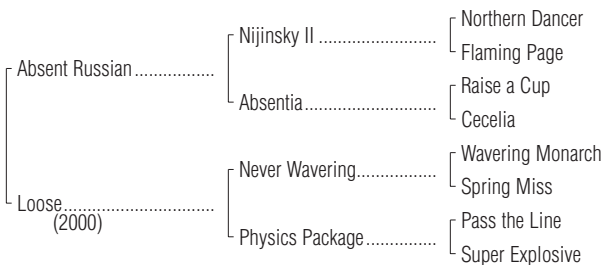 Northern Dancer
Nijinsky II ........................
Flaming Page
Absent Russian ................
Raise a Cup
Absentia...........................
Cecelia
Wavering Monarch
Never Wavering................
Spring Miss
Loose..............................
(2000)
Pass the Line
Physics Package..............
Super Explosive